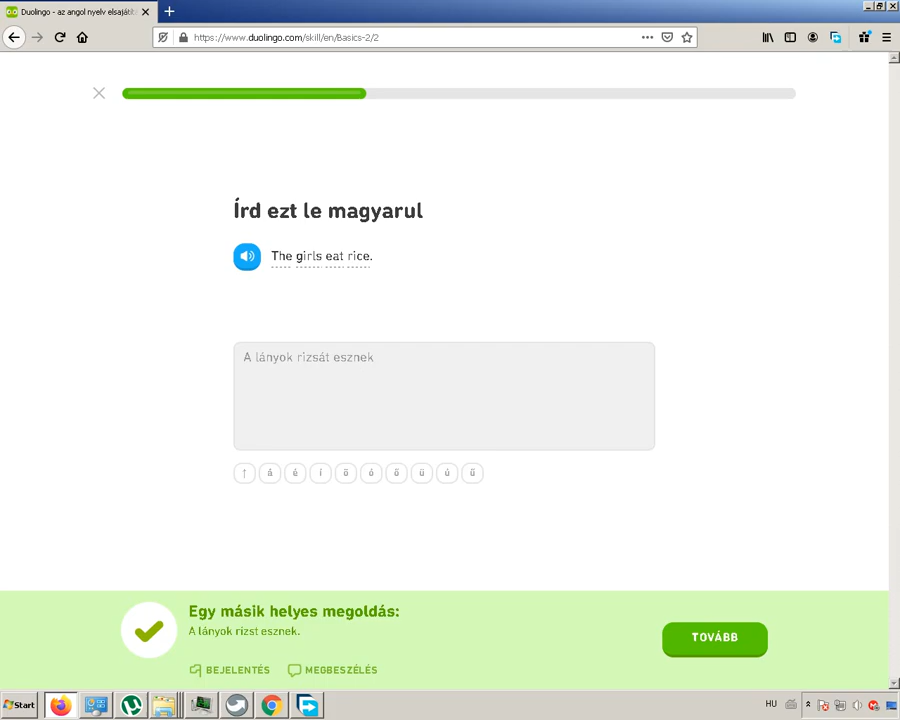 Duolingo - az angol nyelv elsajátítá
https://www.duolingo.com/skill/en/Basics-2/2
Írd ezt le magyarul
The girls eat rice.
A lányok rizsát esznek
↑ á é í ö ó ő ü ú ű
Egy másik helyes megoldás:
A lányok rizst esznek.
TOVÁBB
BEJELENTÉS MEGBESZÉLÉS
Start
HU